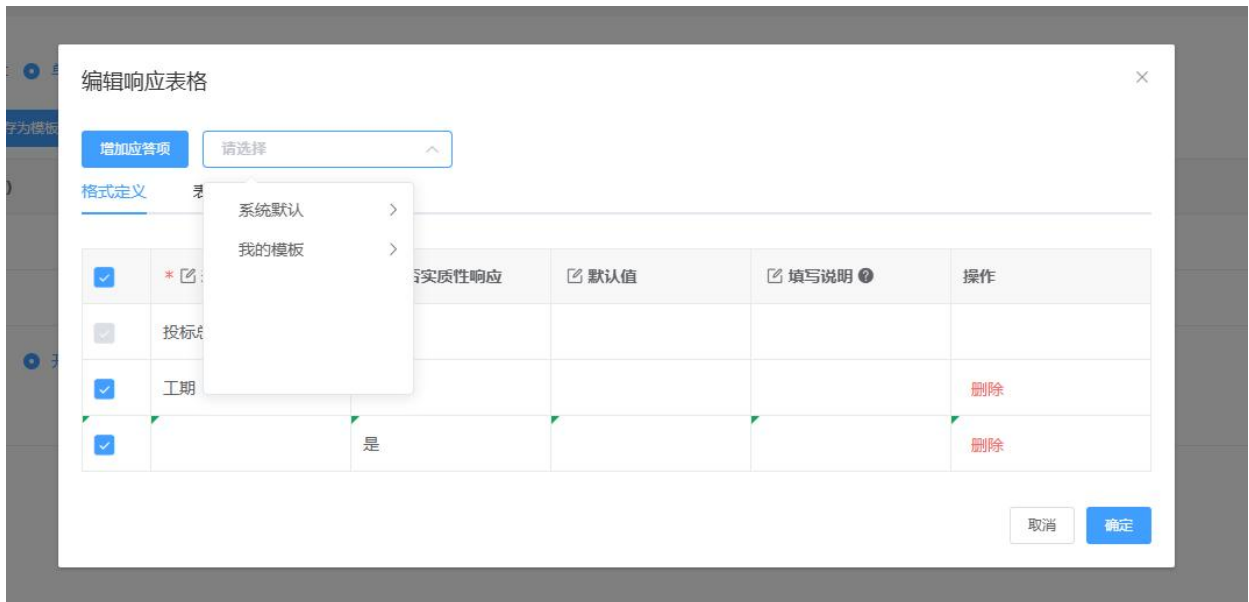 存为模板
编辑响应表格
增加应答项 请选择
格式定义
系统默认
我的模板
* 实质性响应 默认值 填写说明
操作
投标
工期 删除
是 删除
取消 确定